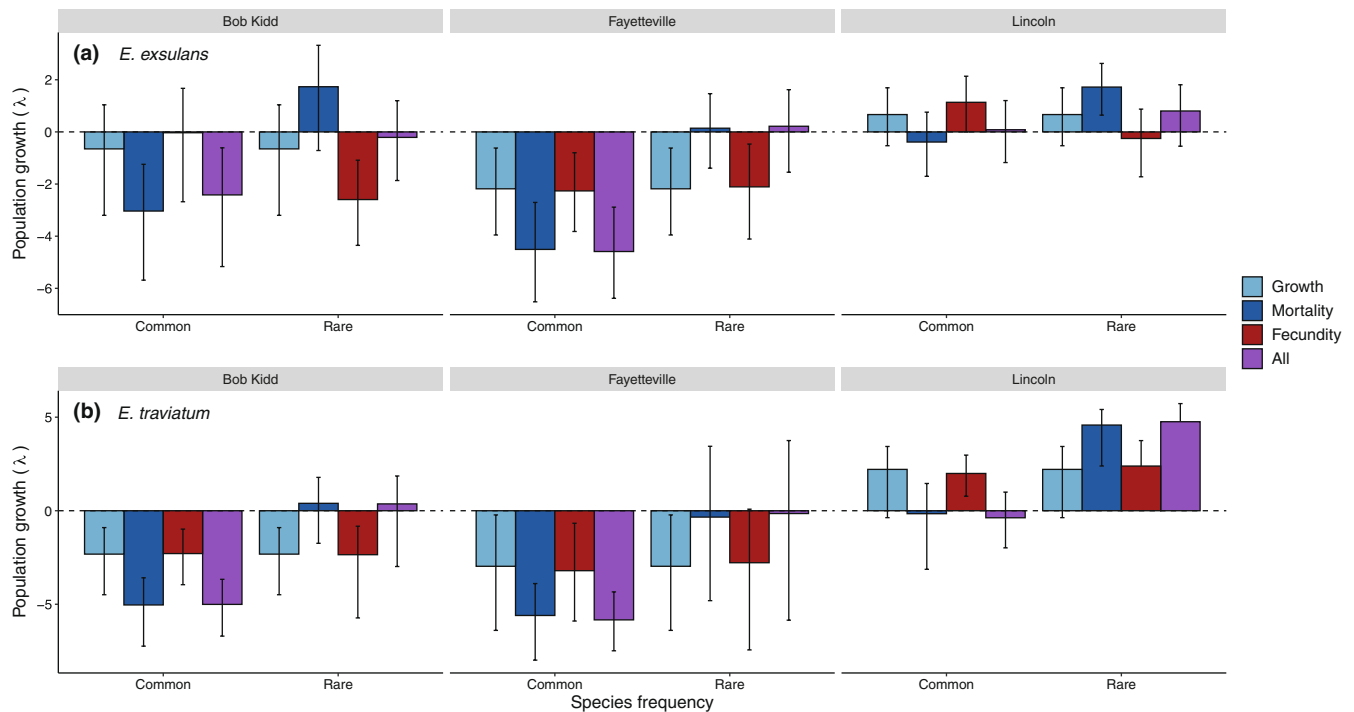 Bob Kidd Fayetteville Lincoln
(a) E. exsulans
Population growth ( λ )
2
0
−2
−4
−6
Common Rare Common Rare Common Rare
Growth
Mortality
Fecundity
All
Bob Kidd Fayetteville Lincoln
(b) E. traviatum
Population growth ( λ )
5
0
−5
Common Rare Common Rare Common Rare
Species frequency